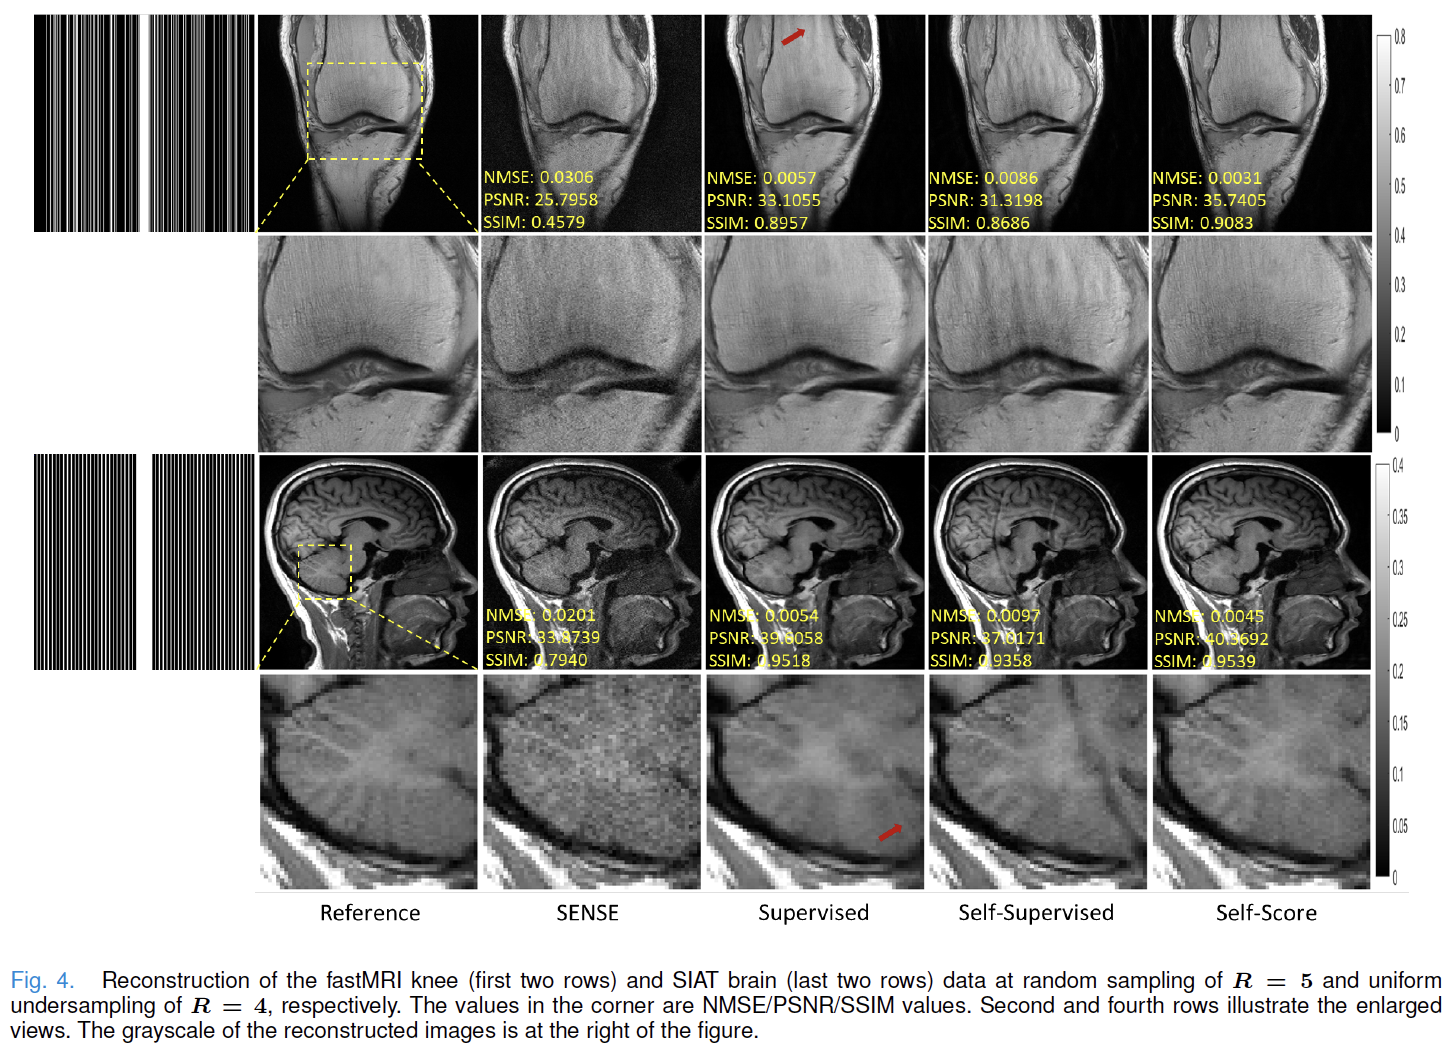 NMSE: 0.0306
PSNR: 25.7958
SSIM: 0.4579
NMSE: 0.0057
PSNR: 33.1055
SSIM: 0.8957
NMSE: 0.0086
PSNR: 31.3198
SSIM: 0.8686
NMSE: 0.0031
PSNR: 35.7405
SSIM: 0.9083
0.8
0.7
0.6
0.5
0.4
0.3
0.2
0.1
0
NMSE: 0.0201
PSNR: 33.8739
SSIM: 0.7940
NMSE: 0.0054
PSNR:
SSIM: 0.9518
NMSE: 0.0097
PSNR:
SSIM: 0.9358
NMSE: 0.0045
PSNR:
SSIM: 0.9539
0.4
0.35
0.3
0.25
0.2
0.15
0.1
0.05
0
Reference
SENSE
Supervised
Self-Supervised
Self-Score
Fig. 4. Reconstruction of the fastMRI knee (first two rows) and SIAT brain (last two rows) data at random sampling of R = 5 and uniform
undersampling of R = 4, respectively. The values in the corner are NMSE/PSNR/SSIM values. Second and fourth rows illustrate the enlarged
views. The grayscale of the reconstructed images is at the right of the figure.